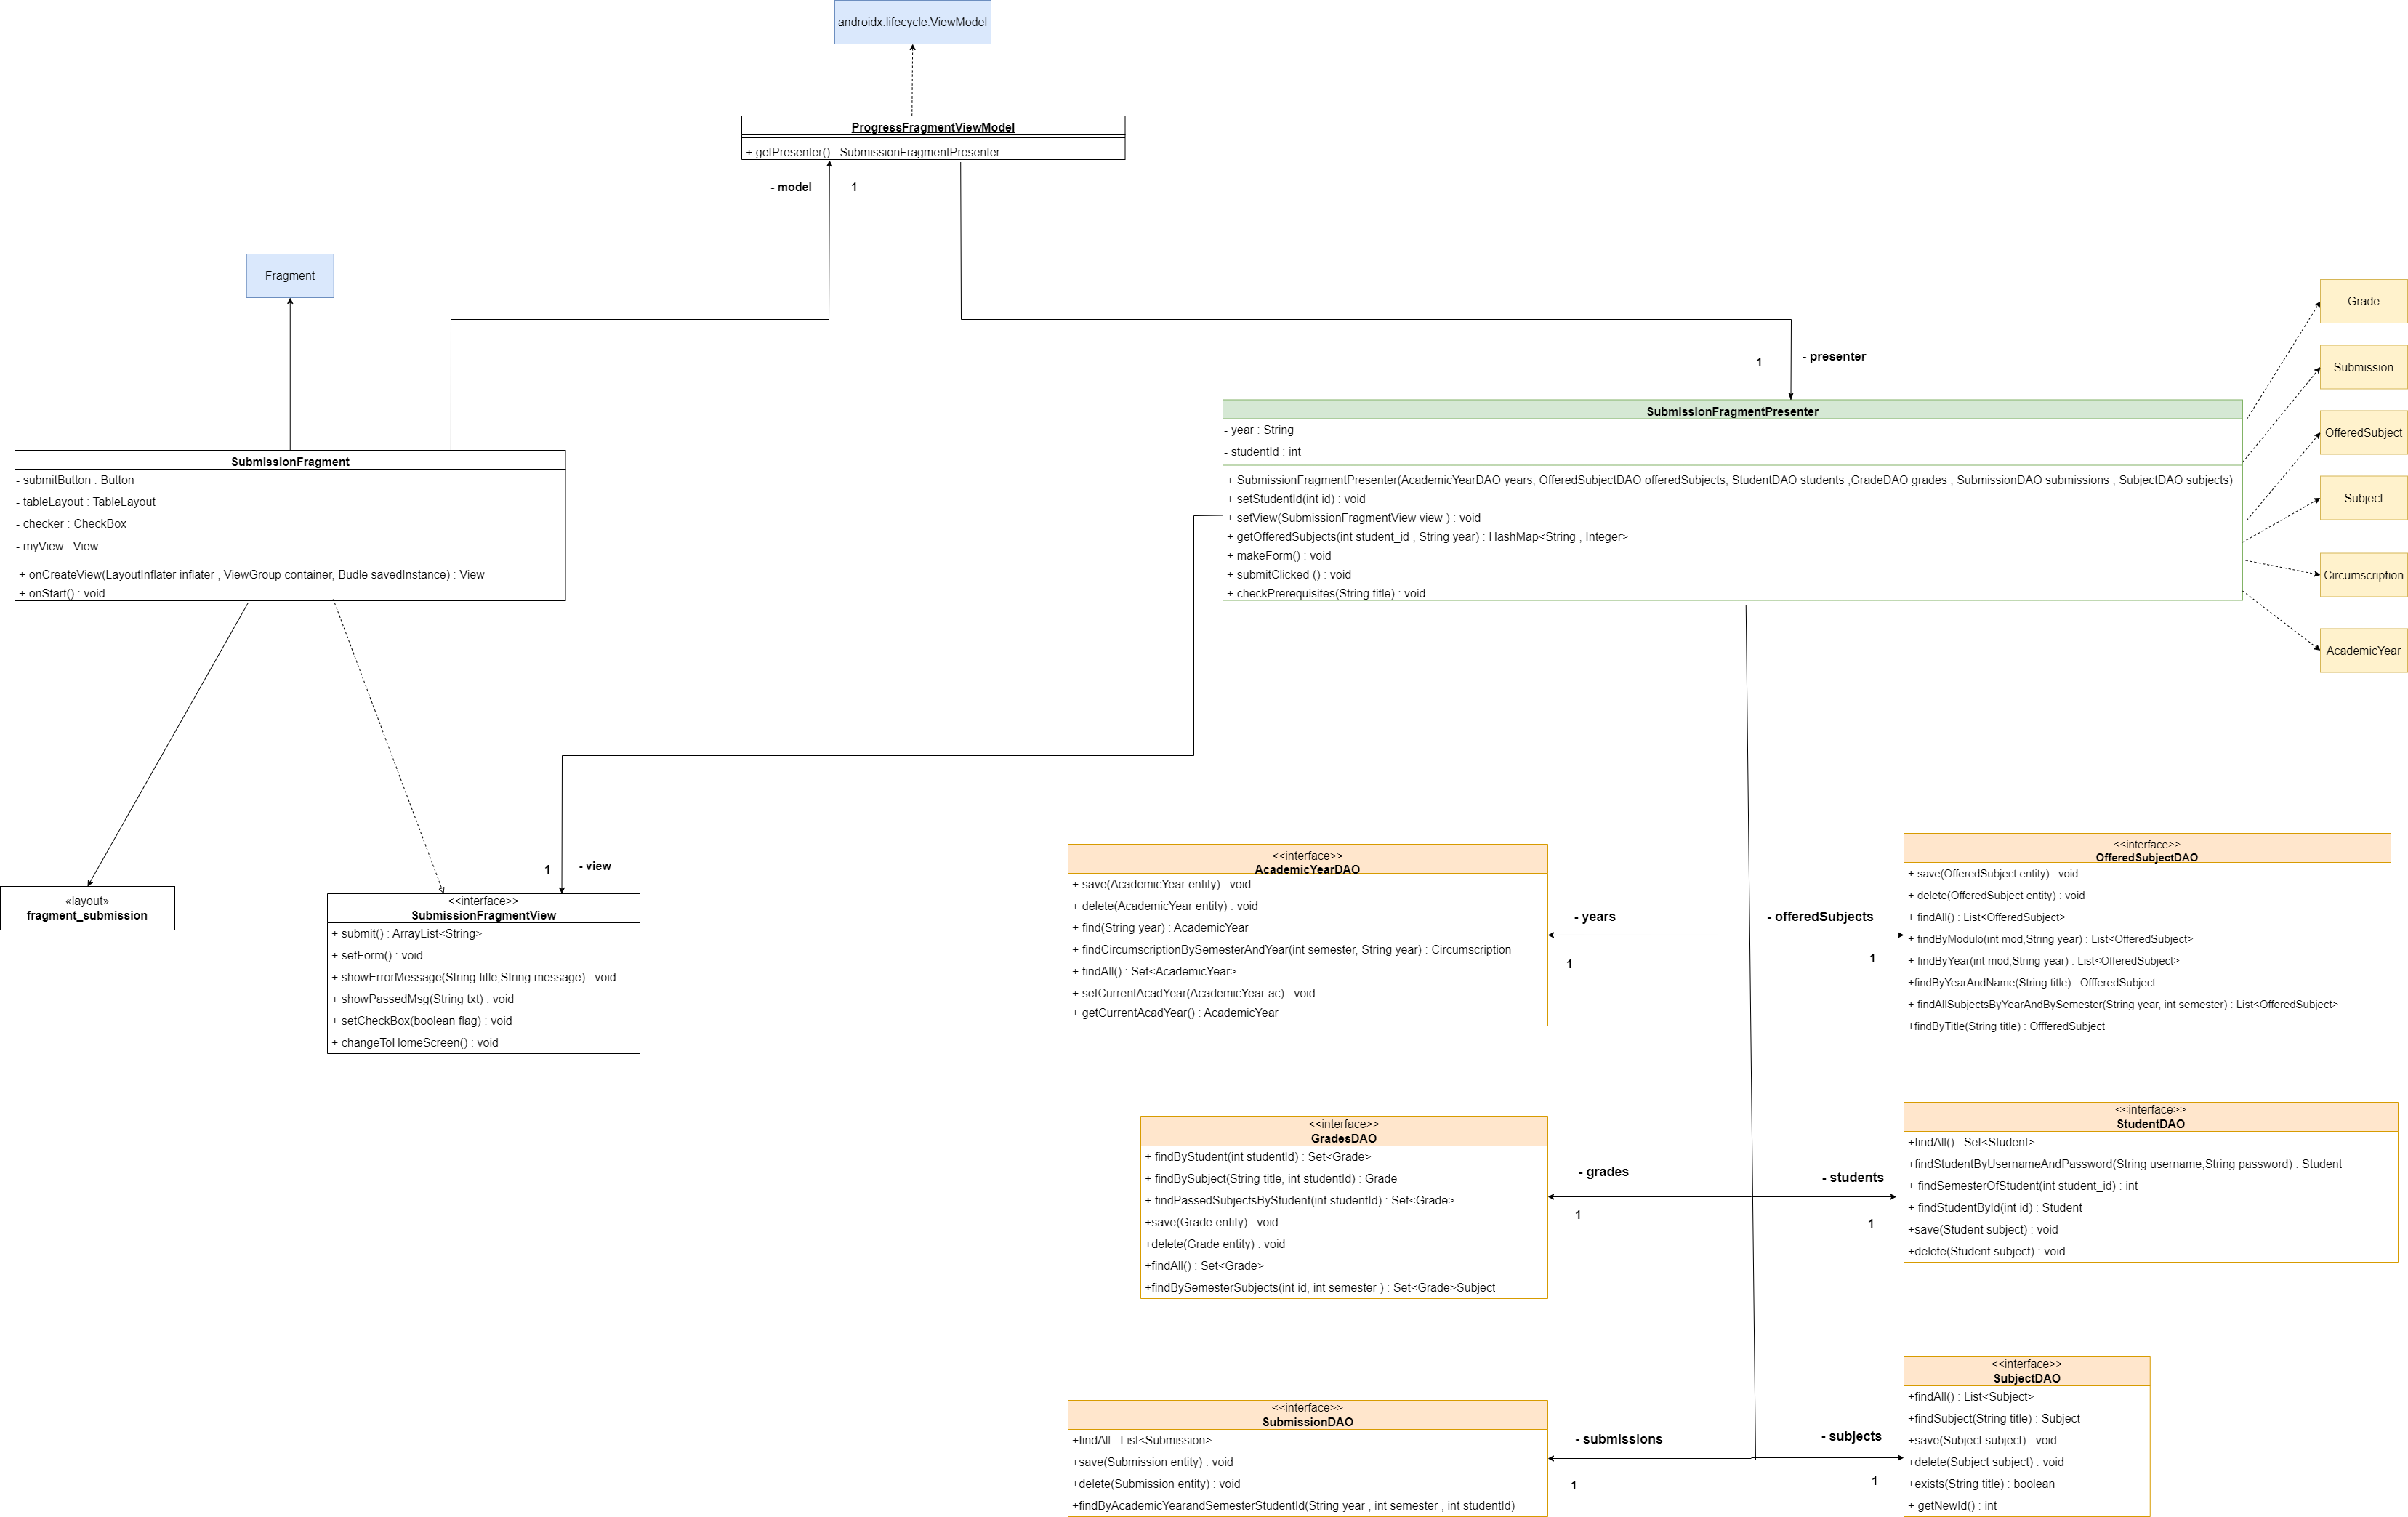 androidx.lifecycle.ViewModel
ProgressFragmentViewModel
+ getPresenter() : SubmissionFragmentPresenter
- model
1
Fragment
1
- presenter
Grade
Submission
OfferedSubject
Subject
Circumscription
AcademicYear
SubmissionFragment
- submitButton : Button
- tableLayout : TableLayout
- checker : CheckBox
- myView : View
+ onCreateView(LayoutInflater inflater , ViewGroup container, Budle savedInstance) : View
+ onStart() : void
SubmissionFragmentPresenter
- year : String
- studentId : int
+ SubmissionFragmentPresenter(AcademicYearDAO years, OfferedSubjectDAO offeredSubjects, StudentDAO students ,GradeDAO grades , SubmissionDAO submissions , SubjectDAO subjects)
+ setStudentId(int id) : void
+ setView(SubmissionFragmentView view ) : void
+ getOfferedSubjects(int student_id , String year) : HashMap<String , Integer>
+ makeForm() : void
+ submitClicked () : void
+ checkPrerequisites(String title) : void
«layout»
fragment_submission
1
- view
<<interface>>
SubmissionFragmentView
+ submit() : ArrayList<String>
+ setForm() : void
+ showErrorMessage(String title,String message) : void
+ showPassedMsg(String txt) : void
+ setCheckBox(boolean flag) : void
+ changeToHomeScreen() : void
<<interface>>
AcademicYearDAO
+ save(AcademicYear entity) : void
+ delete(AcademicYear entity) : void
+ find(String year) : AcademicYear
+ findCircumscriptionBySemesterAndYear(int semester, String year) : Circumscription
+ findAll() : Set<AcademicYear>
+ setCurrentAcadYear(AcademicYear ac) : void
+ getCurrentAcadYear() : AcademicYear
- years
1
- offeredSubjects
1
<<interface>>
OfferedSubjectDAO
+ save(OfferedSubject entity) : void
+ delete(OfferedSubject entity) : void
+ findAll() : List<OfferedSubject>
+ findByModulo(int mod,String year) : List<OfferedSubject>
+ findByYear(int mod,String year) : List<OfferedSubject>
+findByYearAndName(String title) : OffferedSubject
+ findAllSubjectsByYearAndBySemester(String year, int semester) : List<OfferedSubject>
+findByTitle(String title) : OffferedSubject
<<interface>>
GradesDAO
+ findByStudent(int studentId) : Set<Grade>
+ findBySubject(String title, int studentId) : Grade
+ findPassedSubjectsByStudent(int studentId) : Set<Grade>
+save(Grade entity) : void
+delete(Grade entity) : void
+findAll() : Set<Grade>
+findBySemesterSubjects(int id, int semester ) : Set<Grade>Subject
- grades
1
- students
1
<<interface>>
StudentDAO
+findAll() : Set<Student>
+findStudentByUsernameAndPassword(String username,String password) : Student
+ findSemesterOfStudent(int student_id) : int
+ findStudentById(int id) : Student
+save(Student subject) : void
+delete(Student subject) : void
<<interface>>
SubmissionDAO
+findAll : List<Submission>
+save(Submission entity) : void
+delete(Submission entity) : void
+findByAcademicYearandSemesterStudentId(String year , int semester , int studentId)
- submissions
1
- subjects
1
<<interface>>
SubjectDAO
+findAll() : List<Subject>
+findSubject(String title) : Subject
+save(Subject subject) : void
+delete(Subject subject) : void
+exists(String title) : boolean
+ getNewId() : int